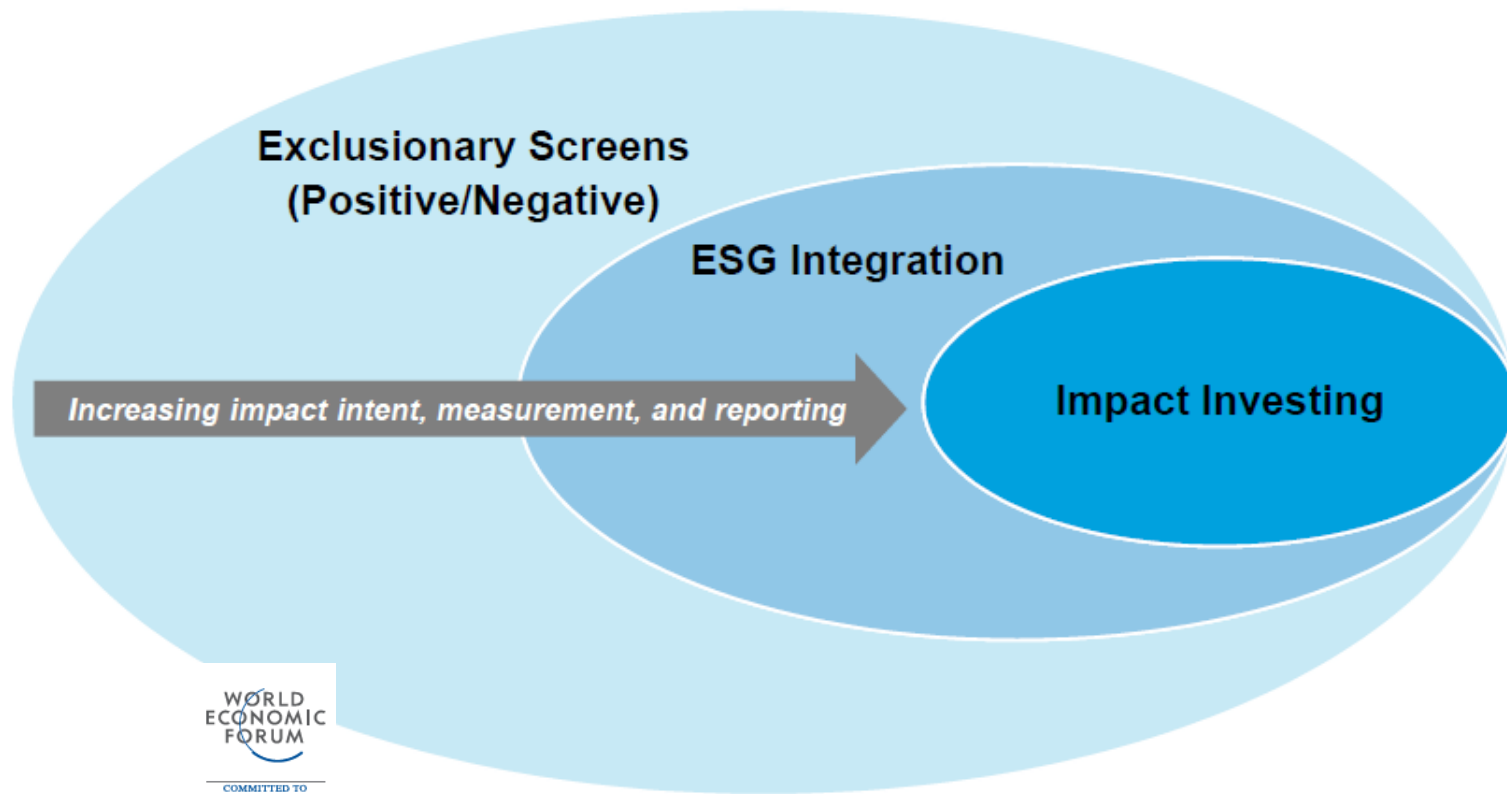 Exclusionary Screens
(Positive/Negative)
ESG Integration
Increasing impact intent, measurement, and reporting
Impact Investing
WORLD
ECONOMIC
FORUM
COMMITTED TO